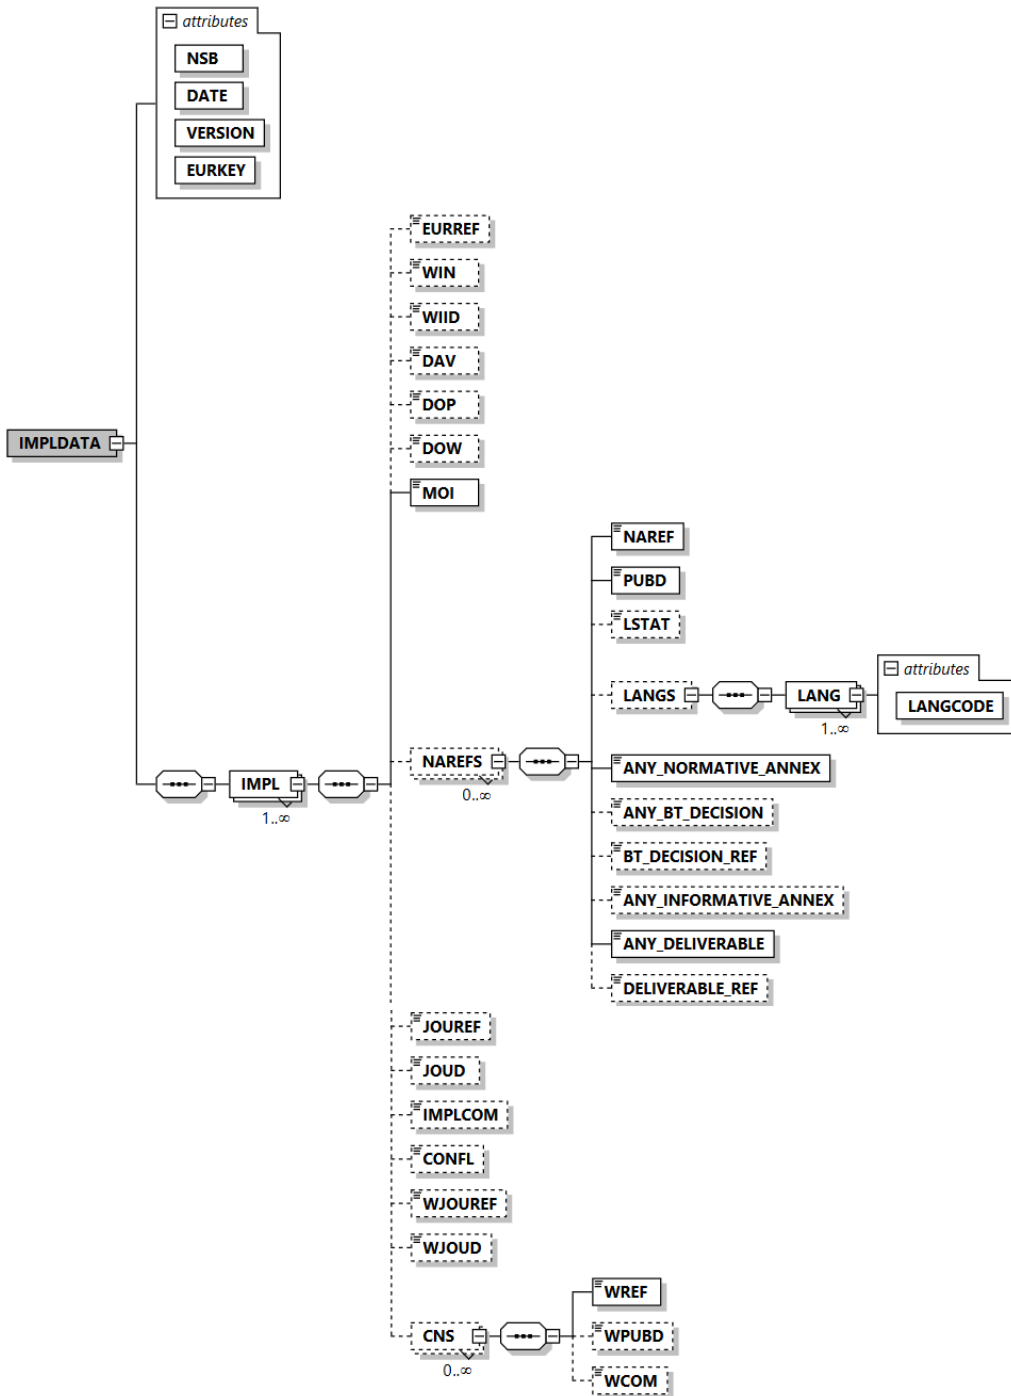 attributes
NSB
DATE
VERSION
EURKEY
EURREF
WIN
WIID
DAV
DOP
DOW
IMPLDATA
MOI
NAREF
PUBD
LSTAT
attributes
LANGS
LANG
LANGCODE
1..∞
NAREFS
0..∞
ANY_NORMATIVE_ANNEX
IMPL
1..∞
ANY_BT_DECISION
BT_DECISION_REF
ANY_INFORMATIVE_ANNEX
ANY_DELIVERABLE
DELIVERABLE_REF
JOUREF
JOUD
IMPLCOM
CONFL
WJOUREF
WJOUD
WREF
CNS
0..∞
WPUBD
WCOM